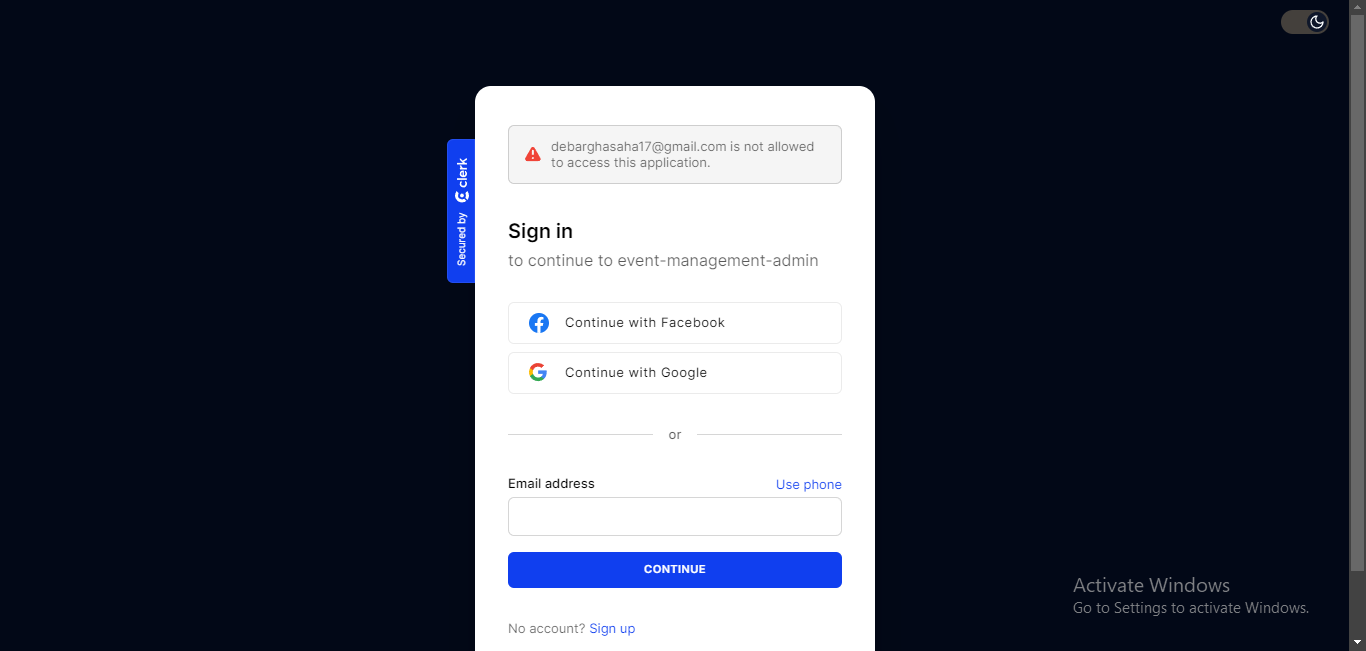 debarghasaha17@gmail.com is not allowed
to access this application.
Secured by clerk
Sign in
to continue to event-management-admin
Continue with Facebook
Continue with Google
or
Email address
Use phone
CONTINUE
No account? Sign up
Activate Windows
Go to Settings to activate Windows.